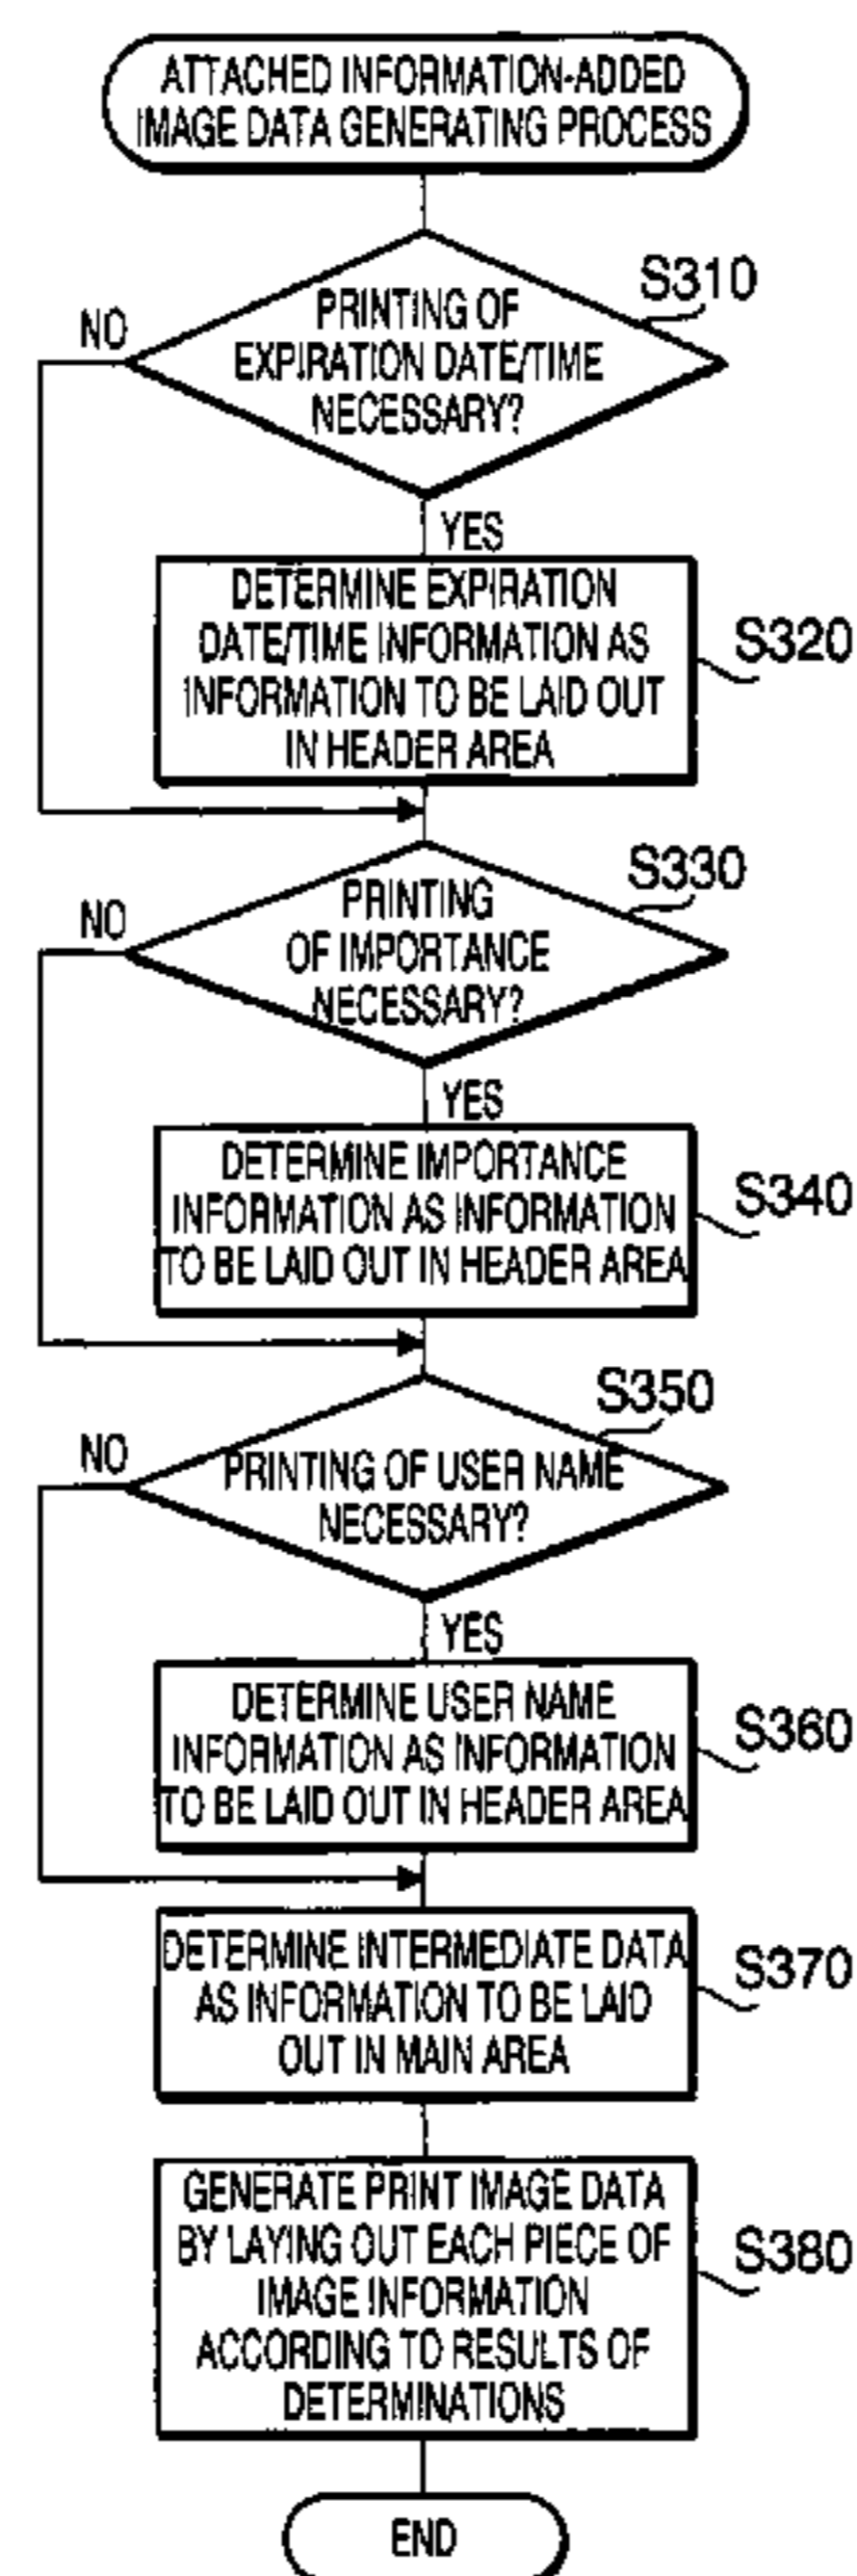 ATTACHED INFORMATION-ADDED
IMAGE DATA GENERATING PROCESS
S310
NO
PRINTING OF
EXPIRATION DATE/TIME
NECESSARY?
YES
DETERMINE EXPIRATION
DATE/TIME INFORMATION AS
INFORMATION TO BE LAID OUT
IN HEADER AREA
S320
S330
NO
PRINTING
OF IMPORTANCE
NECESSARY?
YES
DETERMINE IMPORTANCE
INFORMATION AS INFORMATION
TO BE LAID OUT IN HEADER AREA
S340
S350
NO
PRINTING OF USER NAME
NECESSARY?
YES
DETERMINE USER NAME
INFORMATION AS INFORMATION
TO BE LAID OUT IN HEADER AREA
S360
DETERMINE INTERMEDIATE DATA
AS INFORMATION TO BE LAID
OUT IN MAIN AREA
S370
GENERATE PRINT IMAGE DATA
BY LAYING OUT EACH PIECE OF
IMAGE INFORMATION
ACCORDING TO RESULTS OF
DETERMINATIONS
S380
END